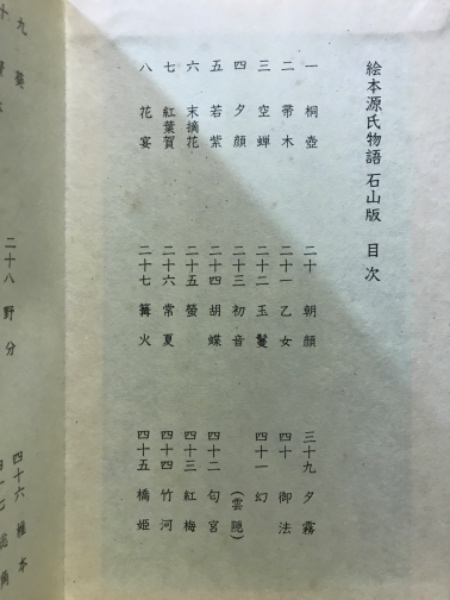 絵本源氏物語 石山版 目次
一 桐壺
二 帚木
三 空蝉
四 夕顔
五 若紫
六 末摘花
七 紅葉賀
八 花宴
二十 朝顔
二十一 乙女
二十二 玉鬘
二十三 初音
二十四 胡蝶
二十五 螢
二十六 常夏
二十七 篝火
三十九 夕霧
四十 御法
四十一 幻
(雲隠)
四十二 匂宮
四十三 紅梅
四十四 竹河
四十五 橋姫
九 葵
二十八 野分
四十六 椎本